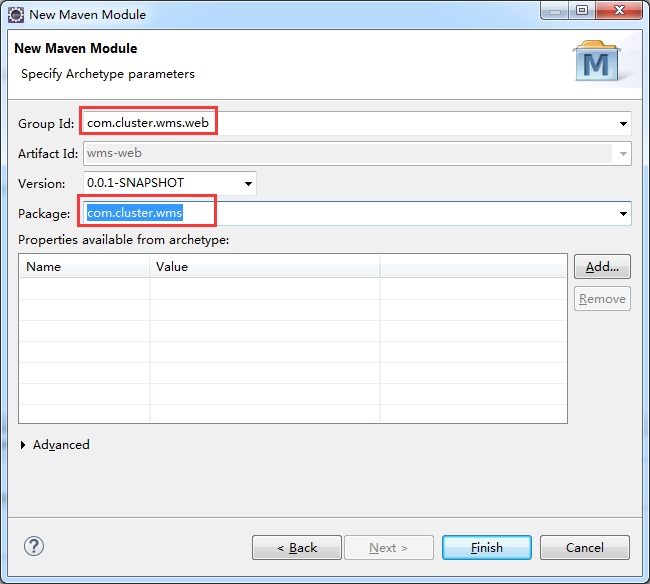 New Maven Module
New Maven Module
Specify Archetype parameters
M
Group Id: com.cluster.wms.web
Artifact Id: wms-web
Version: 0.0.1-SNAPSHOT
Package: com.cluster.wms
Properties available from archetype:
Name Value
Add...
Remove
Advanced
?
< Back Next > Finish Cancel